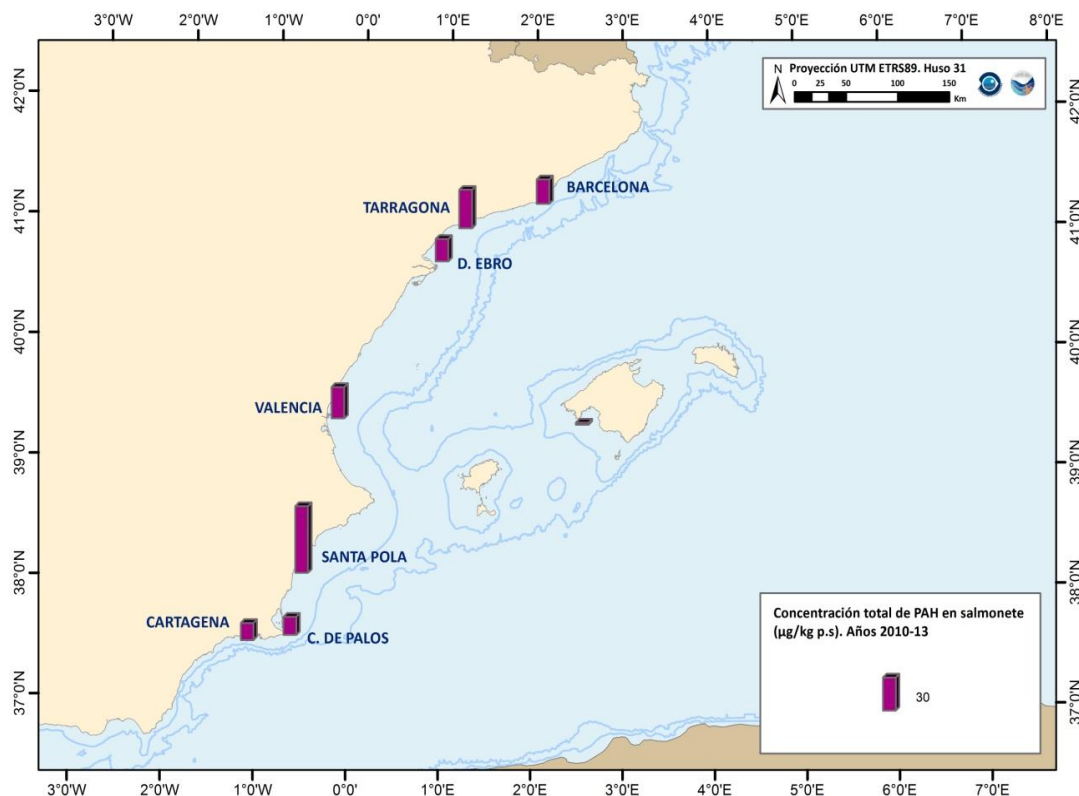 3°0'W 2°0'W 1°0'W 0°0' 1°0'E 2°0'E 3°0'E 4°0'E 5°0'E 6°0'E 7°0'E 8°0'E
N Proyección UTM ETRS89. Huso 31
0 25 50 100 150
Km
42°0'N 42°0'N
BARCELONA
TARRAGONA
41°0'N 41°0'N
D. EBRO
40°0'N 40°0'N
VALENCIA
39°0'N 39°0'N
SANTA POLA
38°0'N 38°0'N
CARTAGENA
C. DE PALOS
Concentración total de PAH en salmonete
(µg/kg p.s). Años 2010-13
30
37°0'N 37°0'N
3°0'W 2°0'W 1°0'W 0°0' 1°0'E 2°0'E 3°0'E 4°0'E 5°0'E 6°0'E 7°0'E